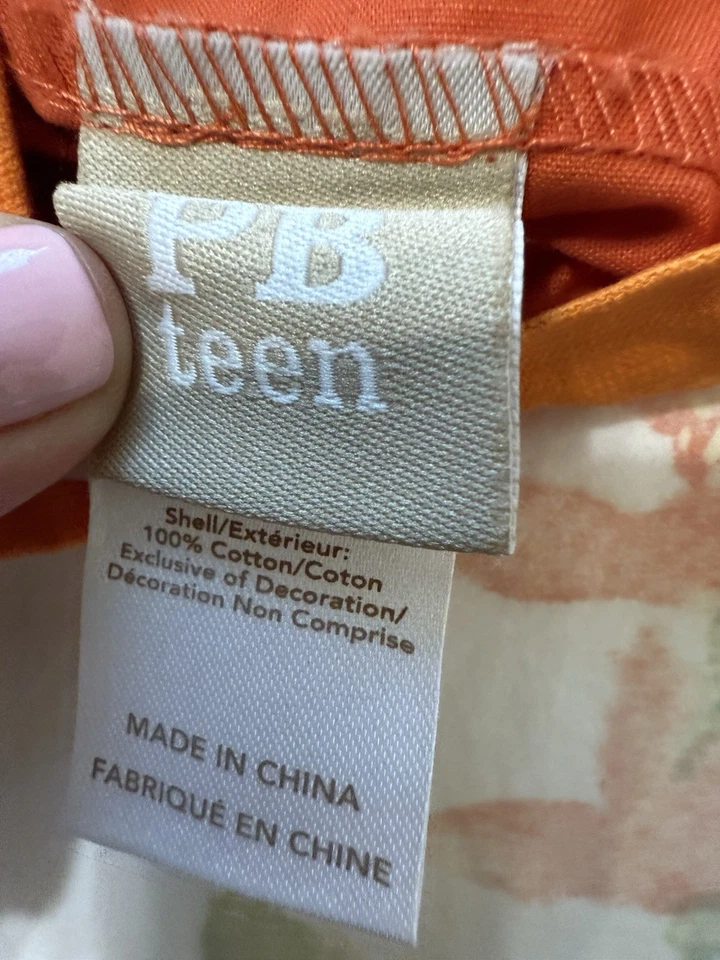 PB
teen
Shell/Extérieur:
100% Cotton/Coton
Exclusive of Decoration/
Décoration Non Comprise
MADE IN CHINA
FABRIQUÉ EN CHINE